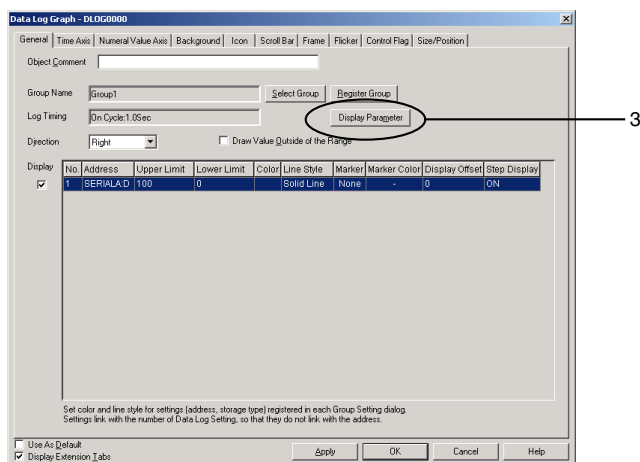 Data Log Graph - DLOG0000
General Time Axis Numeral Value Axis Background Icon Scroll Bar Frame Flicker Control Flag Size/Position
Object Comment
Group Name Group1 Select Group Register Group
Log Timing On Cycle:1.0Sec Display Parameter 3
Direction Right Draw Value Outside of the Range
Display No. Address Upper Limit Lower Limit Color Line Style Marker Marker Color Display Offset Step Display
1 SERIALA:D 100 0 Solid Line None - 0 ON
Set color and line style for settings (address, storage type) registered in each Group Setting dialog.
Settings link with the number of Data Log Setting, so that they do not link with the address.
Use As Default
Display Extension Tabs Apply OK Cancel Help